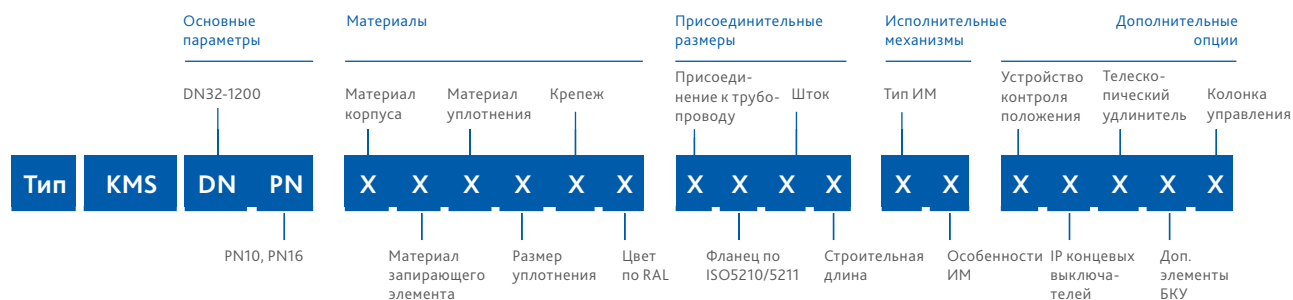 Основные
параметры
Материалы
Присоединительные
размеры
Исполнительные
механизмы
Дополнительные
опции
DN32-1200
Материал
корпуса
Материал
уплотнения
Крепеж
Присоеди-
нение к трубо-
проводу
Шток
Тип ИМ
Устройство
контроля
положения
Телеско-
пический
удлинитель
Колонка
управления
Тип KMS DN PN X X X X X X X X X X X X X X X X X
PN10, PN16
Материал
запирающего
элемента
Размер
уплотнения
Цвет
по RAL
Фланец по
ISO5210/5211
Строительная
длина
Особенности
ИМ
IP концевых
выключа-
телей
Доп.
элементы
БКУ